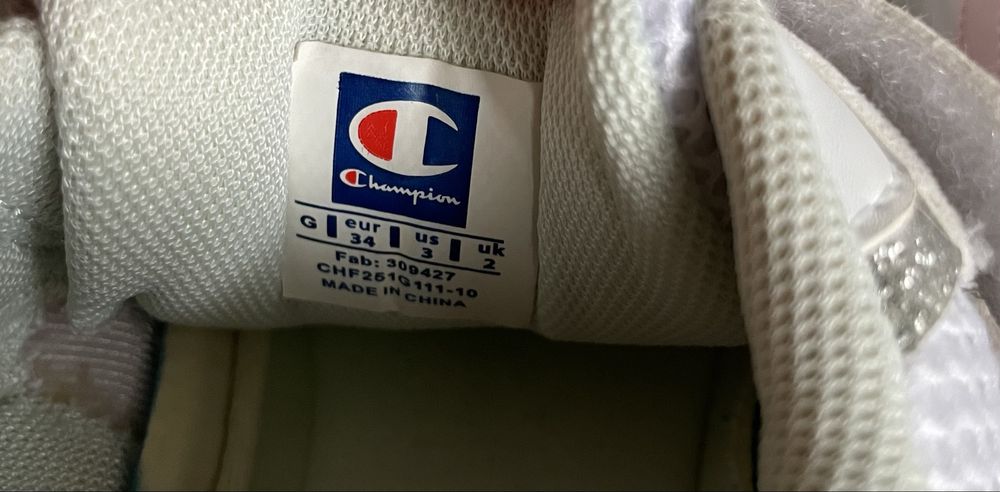 Champion
G eur 34 us 3 uk 2
Fab: 309427
CHF251G111-10
MADE IN CHINA